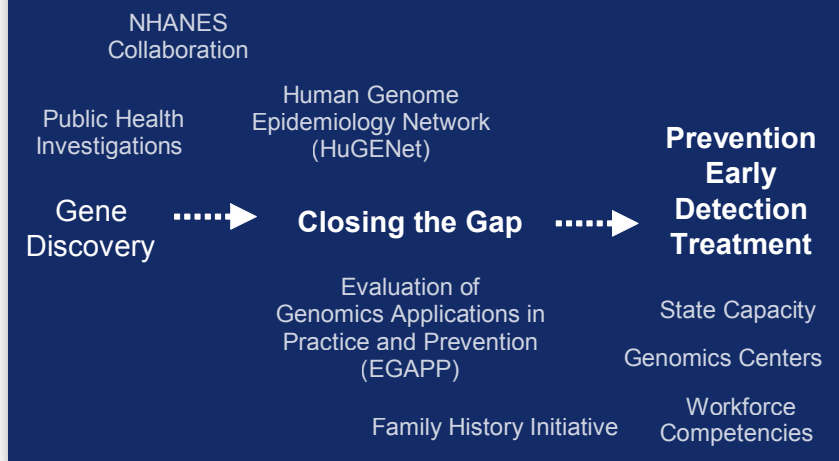 NHANES
Collaboration
Public Health
Investigations
Human Genome
Epidemiology Network
(HuGENet)
Gene
Discovery
Closing the Gap
Prevention
Early
Detection
Treatment
Evaluation of
Genomics Applications in
Practice and Prevention
(EGAPP)
State Capacity
Genomics Centers
Family History Initiative
Workforce
Competencies